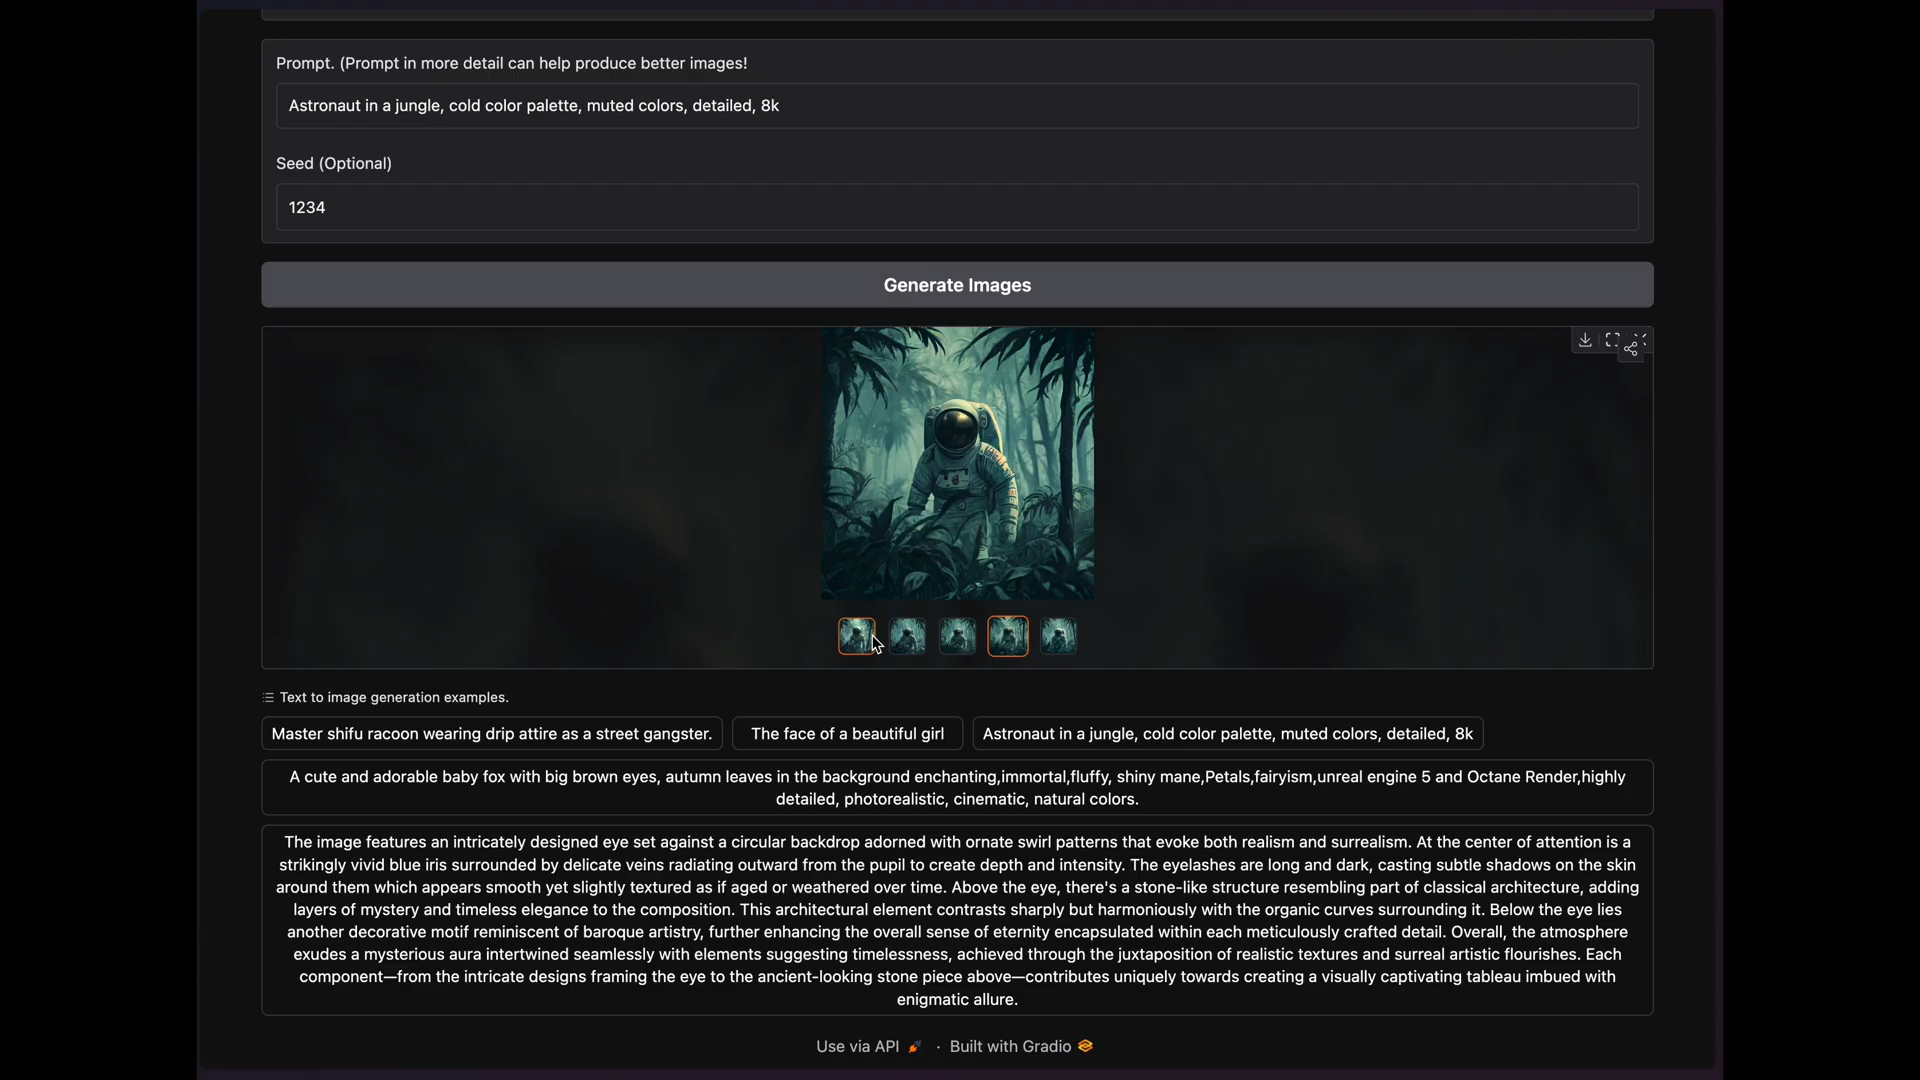 Prompt. (Prompt in more detail can help produce better images!
Astronaut in a jungle, cold color palette, muted colors, detailed, 8k
Seed (Optional)
1234
Generate Images
Text to image generation examples.
Master shifu racoon wearing drip attire as a street gangster.
The face of a beautiful girl
Astronaut in a jungle, cold color palette, muted colors, detailed, 8k
A cute and adorable baby fox with big brown eyes, autumn leaves in the background enchanting,immortal,fluffy, shiny mane,Petals,fairyism,unreal engine 5 and Octane Render,highly
detailed, photorealistic, cinematic, natural colors.
The image features an intricately designed eye set against a circular backdrop adorned with ornate swirl patterns that evoke both realism and surrealism. At the center of attention is a
strikingly vivid blue iris surrounded by delicate veins radiating outward from the pupil to create depth and intensity. The eyelashes are long and dark, casting subtle shadows on the skin
around them which appears smooth yet slightly textured as if aged or weathered over time. Above the eye, there's a stone-like structure resembling part of classical architecture, adding
layers of mystery and timeless elegance to the composition. This architectural element contrasts sharply but harmoniously with the organic curves surrounding it. Below the eye lies
another decorative motif reminiscent of baroque artistry, further enhancing the overall sense of eternity encapsulated within each meticulously crafted detail. Overall, the atmosphere
exudes a mysterious aura intertwined seamlessly with elements suggesting timelessness, achieved through the juxtaposition of realistic textures and surreal artistic flourishes. Each
component—from the intricate designs framing the eye to the ancient-looking stone piece above—contributes uniquely towards creating a visually captivating tableau imbued with
enigmatic allure.
Use via API · Built with Gradio